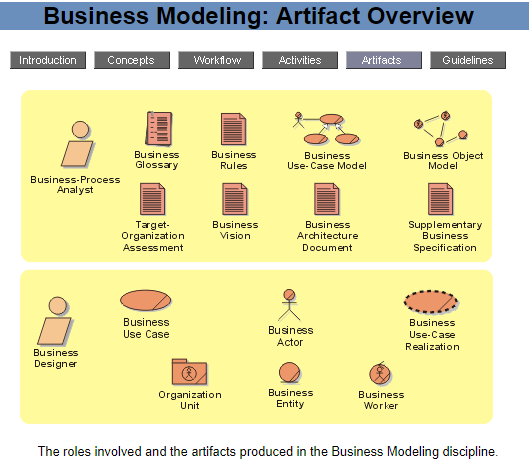 Business Modeling: Artifact Overview
Introduction
Concepts
Workflow
Activities
Artifacts
Guidelines
Business-Process
Analyst
Business
Glossary
Business
Rules
Business
Use-Case Model
Business Object
Model
Target-
Organization
Assessment
Business
Vision
Business
Architecture
Document
Supplementary
Business
Specification
Business
Designer
Business
Use Case
Business
Actor
Business
Use-Case
Realization
Organization
Unit
Business
Entity
Business
Worker
The roles involved and the artifacts produced in the Business Modeling discipline.